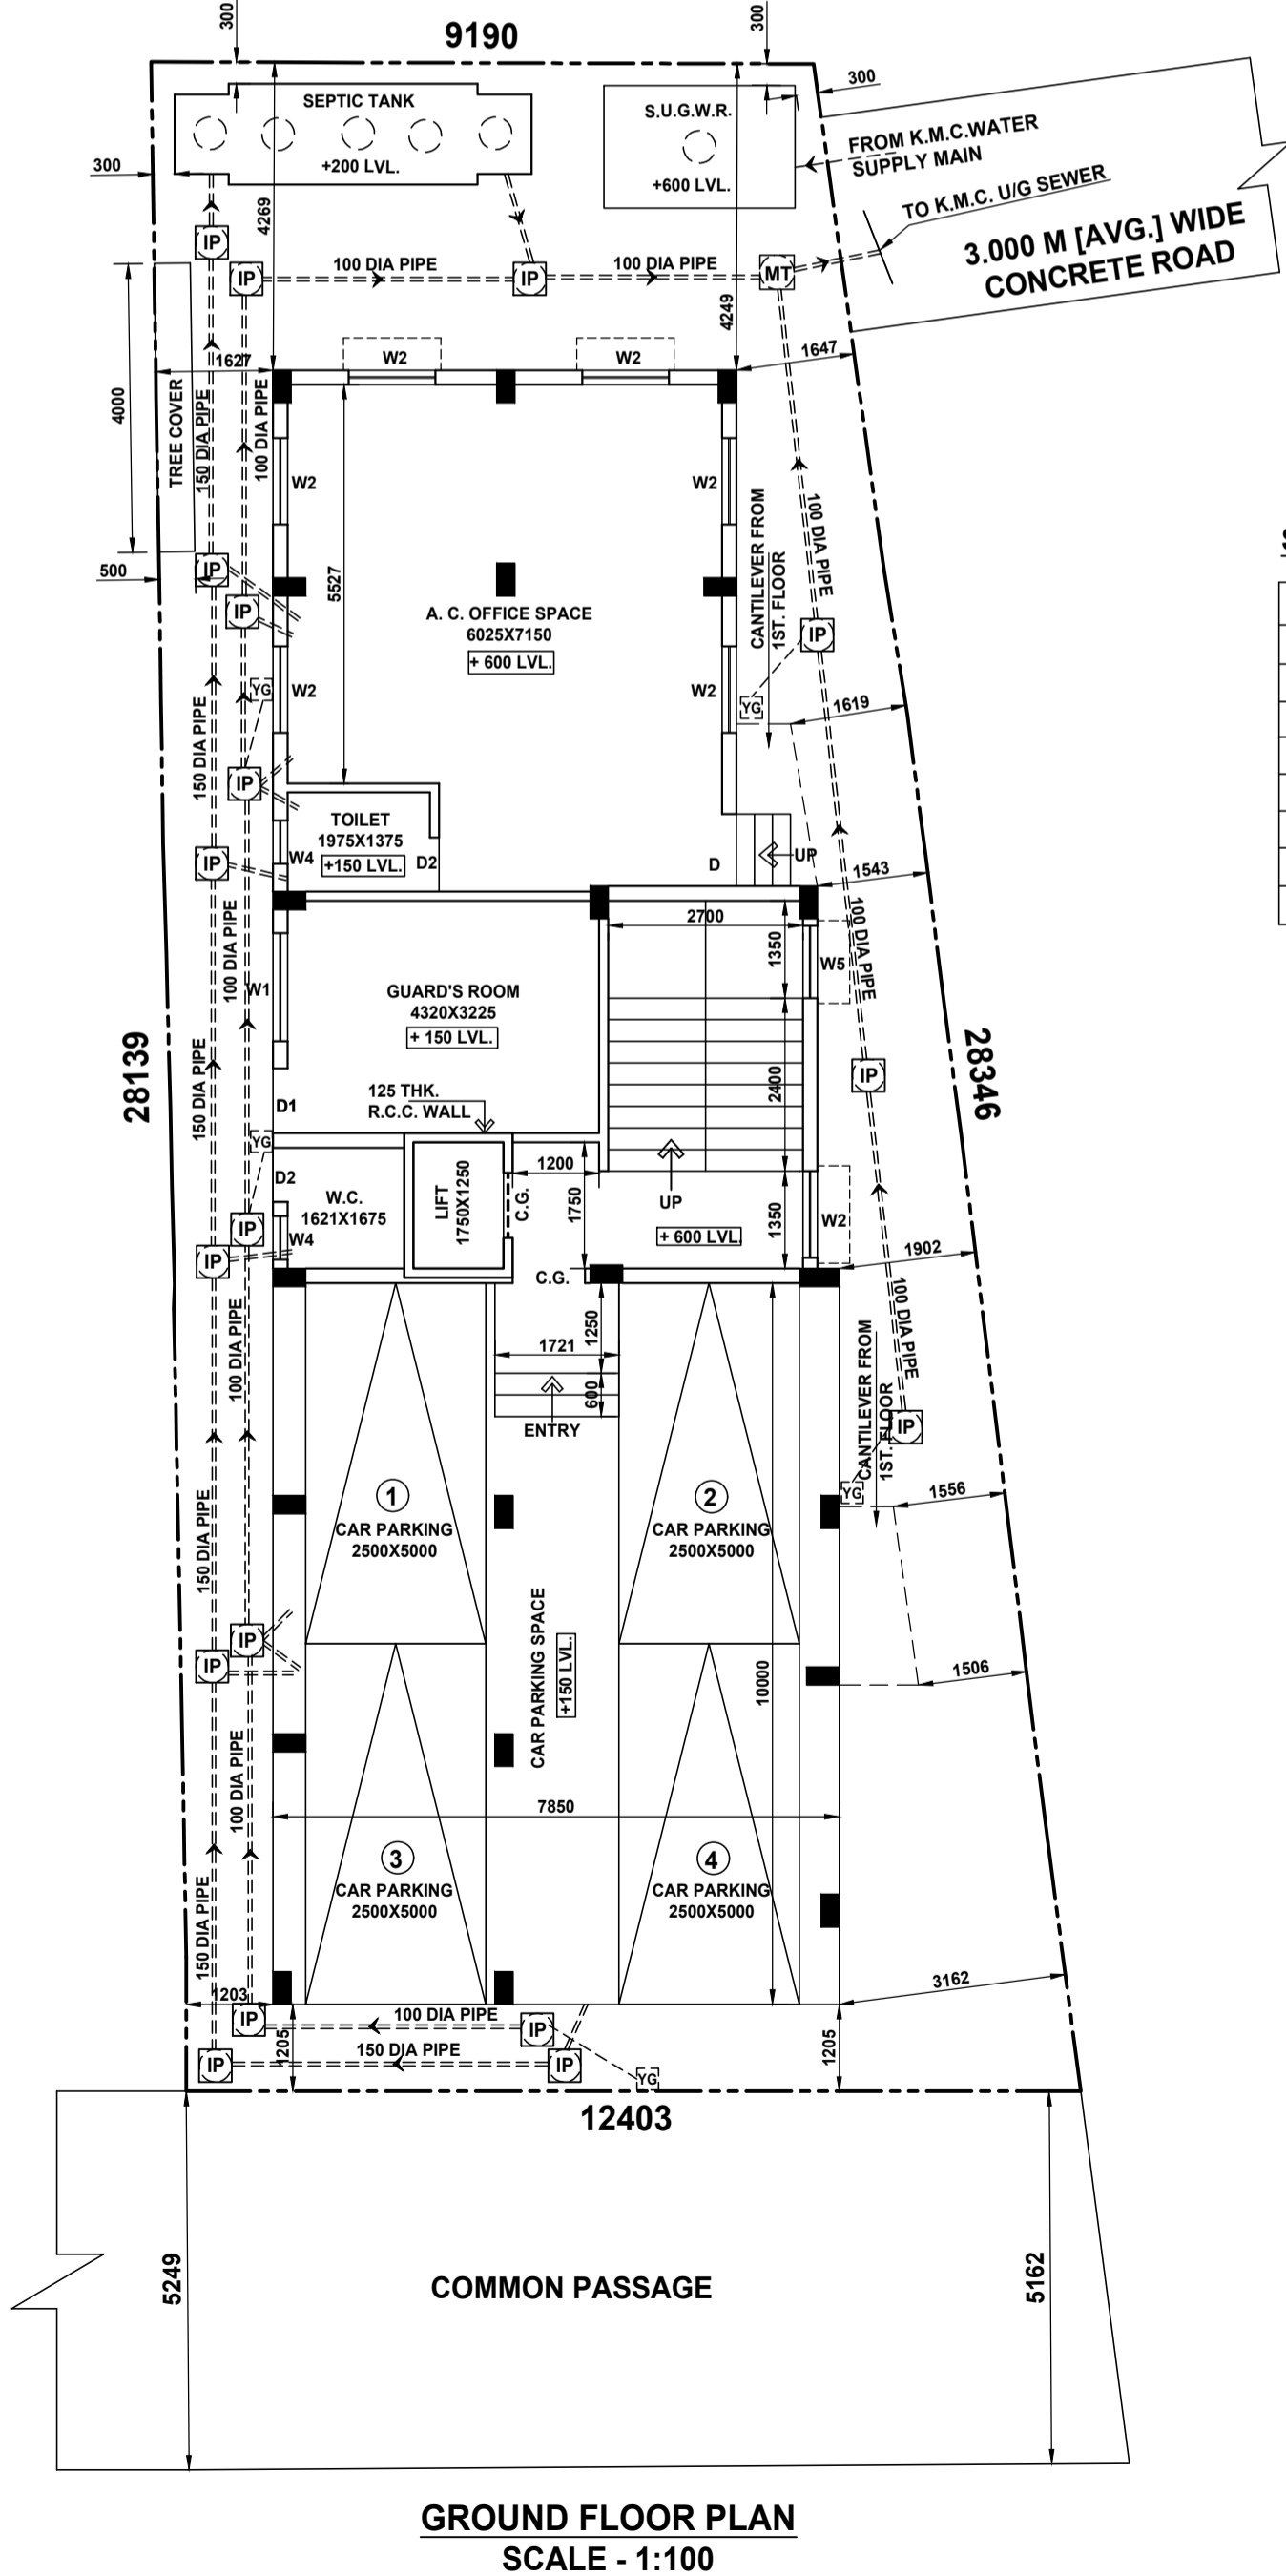 300
300
9190
300
SEPTIC TANK
+200 LVL.
S.U.G.W.R.
+600 LVL.
FROM K.M.C.WATER
SUPPLY MAIN
TO K.M.C. U/G SEWER
3.000 M [AVG.] WIDE
CONCRETE ROAD
300
4269
IP
IP
100 DIA PIPE
IP
100 DIA PIPE
MT
4249
1627
W2
W2
1647
4000
TREE COVER
150 DIA PIPE
100 DIA PIPE
W2
W2
CANTILEVER FROM
1ST. FLOOR
100 DIA PIPE
500
IP
IP
5527
A. C. OFFICE SPACE
6025X7150
+ 600 LVL.
IP
YG
W2
W2
YG
1619
150 DIA PIPE
IP
TOILET
1975X1375
+150 LVL.
W4
D2
IP
D
UP
1543
100 DIA PIPE
2700
1350
W5
100 DIA PIPE
W1
GUARD'S ROOM
4320X3225
+ 150 LVL.
28139
28346
150 DIA PIPE
2400
IP
D1
125 THK.
R.C.C. WALL
YG
D2
W.C.
1621X1675
W4
LIFT
1750X1250
C.G.
1200
1750
UP
+ 600 LVL.
1350
W2
IP
IP
C.G.
1902
100 DIA PIPE
1250
1721
600
ENTRY
100 DIA PIPE
CANTILEVER FROM
1ST. FLOOR
IP
YG
1556
1
CAR PARKING
2500X5000
2
CAR PARKING
2500X5000
150 DIA PIPE
CAR PARKING SPACE
+150 LVL.
IP
IP
10000
1506
100 DIA PIPE
7850
3
CAR PARKING
2500X5000
4
CAR PARKING
2500X5000
150 DIA PIPE
3162
1203
IP
100 DIA PIPE
IP
1205
1205
IP
150 DIA PIPE
IP
YG
12403
5249
COMMON PASSAGE
5162
GROUND FLOOR PLAN
SCALE - 1:100